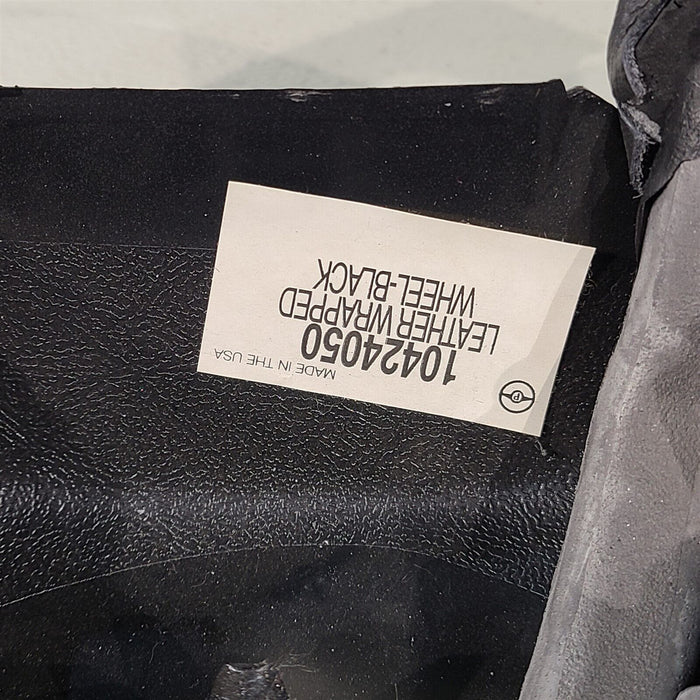 MADE IN THE USA
10424050
LEATHER WRAPPED
WHEEL-BLACK
P